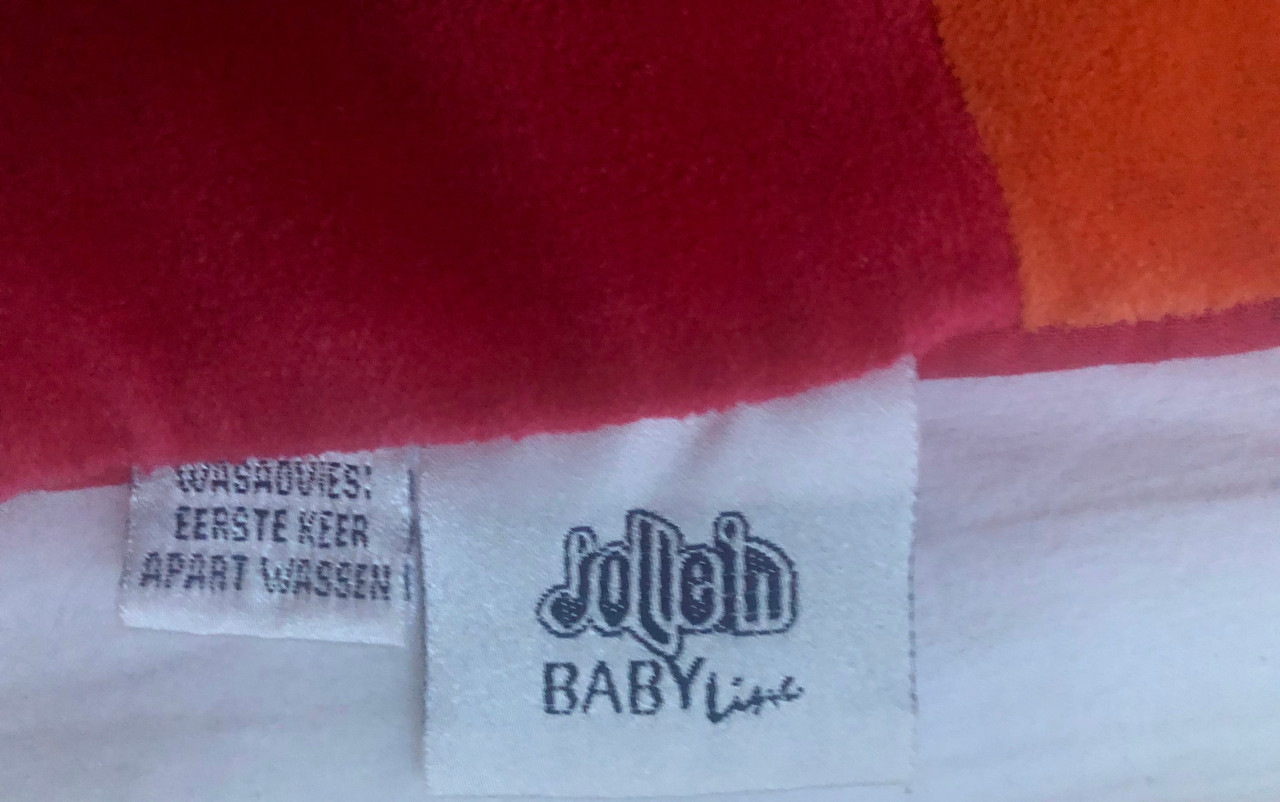 WASADVIES:
EERSTE KEER
APART WASSEN!
Jollein
BABY Line